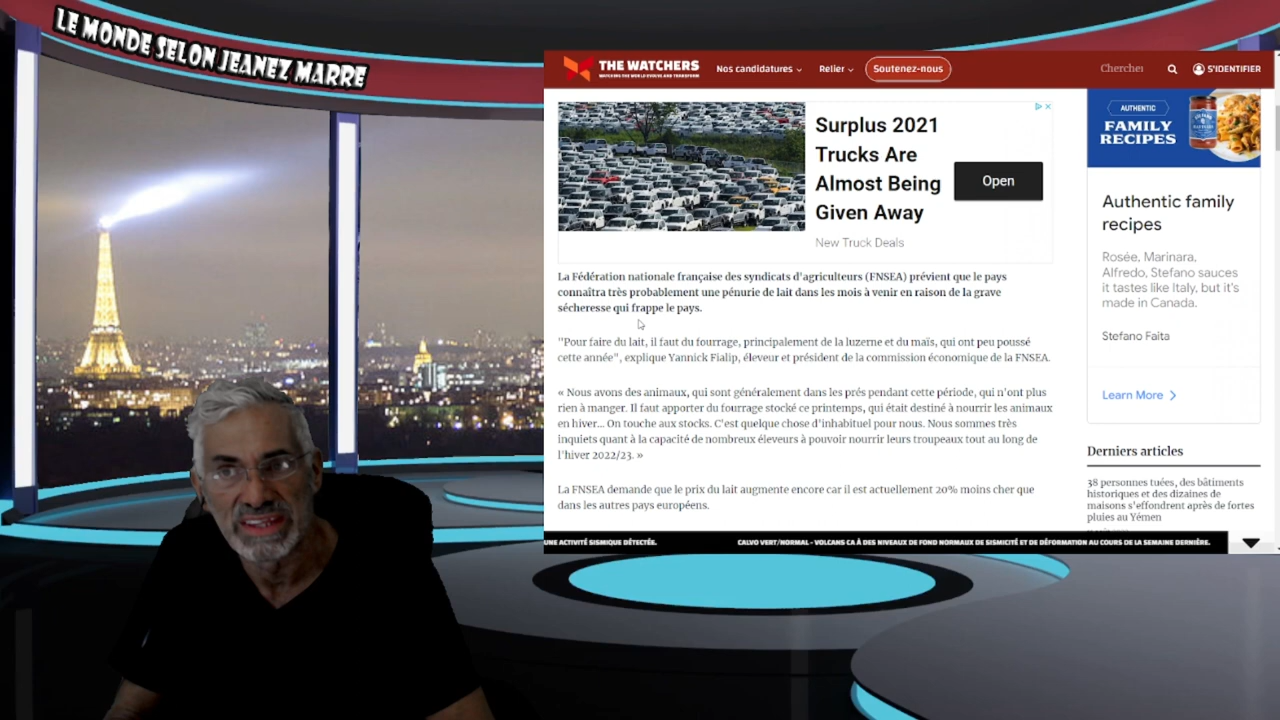 LE MONDE SELON JEANEZ MARRE
THE WATCHERS
WATCHING THE WORLD EVOLVE AND TRANSFORM
Nos candidatures
Relier
Soutenez-nous
Chercher
S'IDENTIFIER
Surplus 2021
Trucks Are
Almost Being
Given Away
New Truck Deals
Open
AUTHENTIC
FAMILY
RECIPES
Authentic family
recipes
Rosée, Marinara,
Alfredo, Stefano sauces
it tastes like Italy, but it's
made in Canada.
Stefano Faita
Learn More
La Fédération nationale française des syndicats d'agriculteurs (FNSEA) prévient que le pays
connaîtra très probablement une pénurie de lait dans les mois à venir en raison de la grave
sécheresse qui frappe le pays.
"Pour faire du lait, il faut du fourrage, principalement de la luzerne et du maïs, qui ont peu poussé
cette année", explique Yannick Fialip, éleveur et président de la commission économique de la FNSEA.
« Nous avons des animaux, qui sont généralement dans les prés pendant cette période, qui n'ont plus
rien à manger. Il faut apporter du fourrage stocké ce printemps, qui était destiné à nourrir les animaux
en hiver... On touche aux stocks. C'est quelque chose d'inhabituel pour nous. Nous sommes très
inquiets quant à la capacité de nombreux éleveurs à pouvoir nourrir leurs troupeaux tout au long de
l'hiver 2022/23. »
La FNSEA demande que le prix du lait augmente encore car il est actuellement 20% moins cher que
dans les autres pays européens.
Derniers articles
38 personnes tuées, des bâtiments
historiques et des dizaines de
maisons s'effondrent après de fortes
pluies au Yémen
UNE ACTIVITÉ SISMIQUE DÉTECTÉE. CALVO VERT/NORMAL - VOLCANS CA À DES NIVEAUX DE FOND NORMAUX DE SISMICITÉ ET DE DÉFORMATION AU COURS DE LA SEMAINE DERNIÈRE.